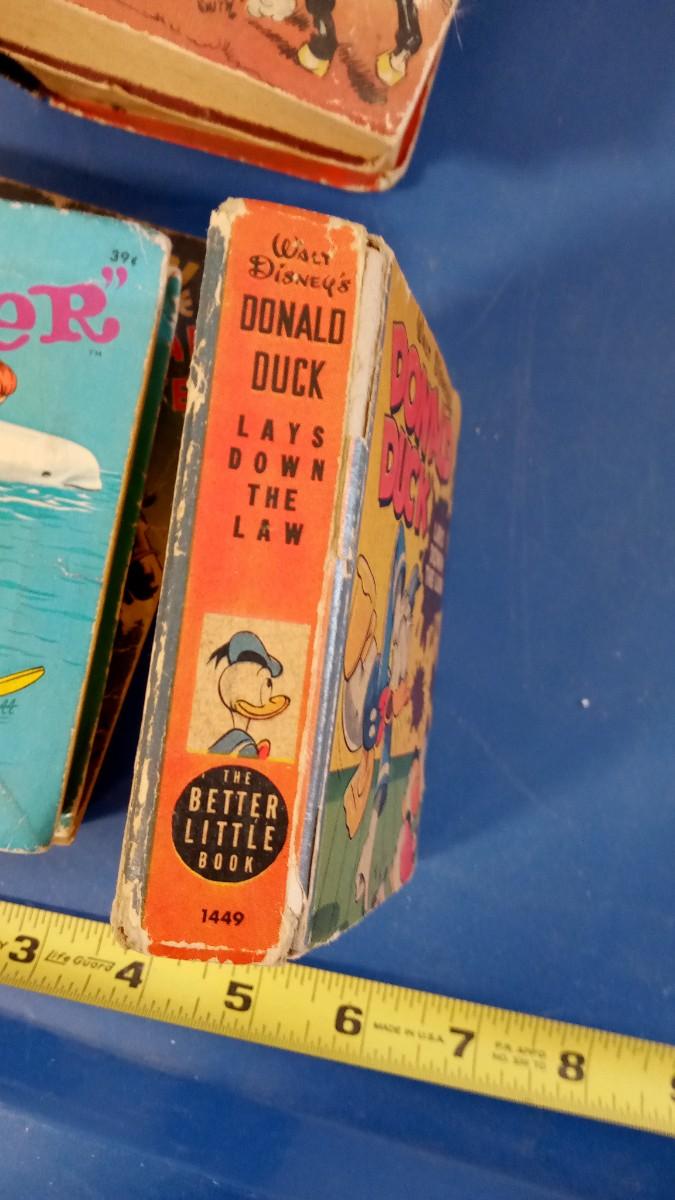 39¢
eR"
TM
WALT
DISNEY'S
DONALD
DUCK
LAYS
DOWN
THE
LAW
THE
BETTER
LITTLE
BOOK
1449
DONALD
DUCK
3 Life Guard 4 5 6 MADE IN U.S.A. 7 8